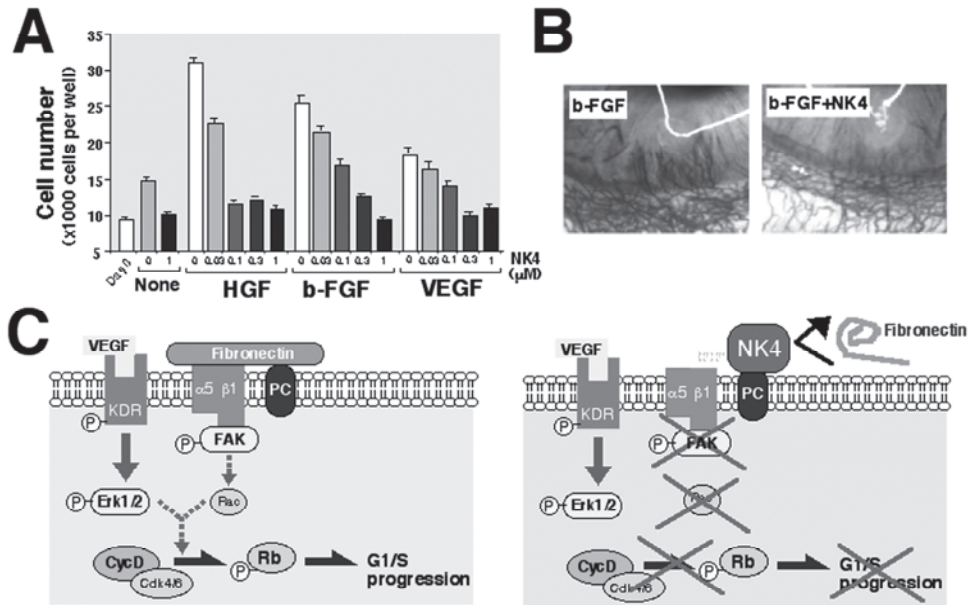 A
Cell number
(x1000 cells per well)
35
30
25
20
15
10
5
Day 0
0 1
0 0.03 0.1 0.3 1
0 0.03 0.1 0.3 1
0 0.03 0.1 0.3 1
NK4
(μM)
None
HGF
b-FGF
VEGF
B
b-FGF
b-FGF+NK4
C
VEGF
Fibronectin
α5 β1
PC
KDR
P
FAK
P
P
Erk1/2
Rac
CycD
Cdk4/6
P
Rb
G1/S
progression
VEGF
NK4
Fibronectin
α5 β1
PC
KDR
P
FAK
P
P
Erk1/2
Rac
CycD
Cdk4/6
P
Rb
G1/S
progression